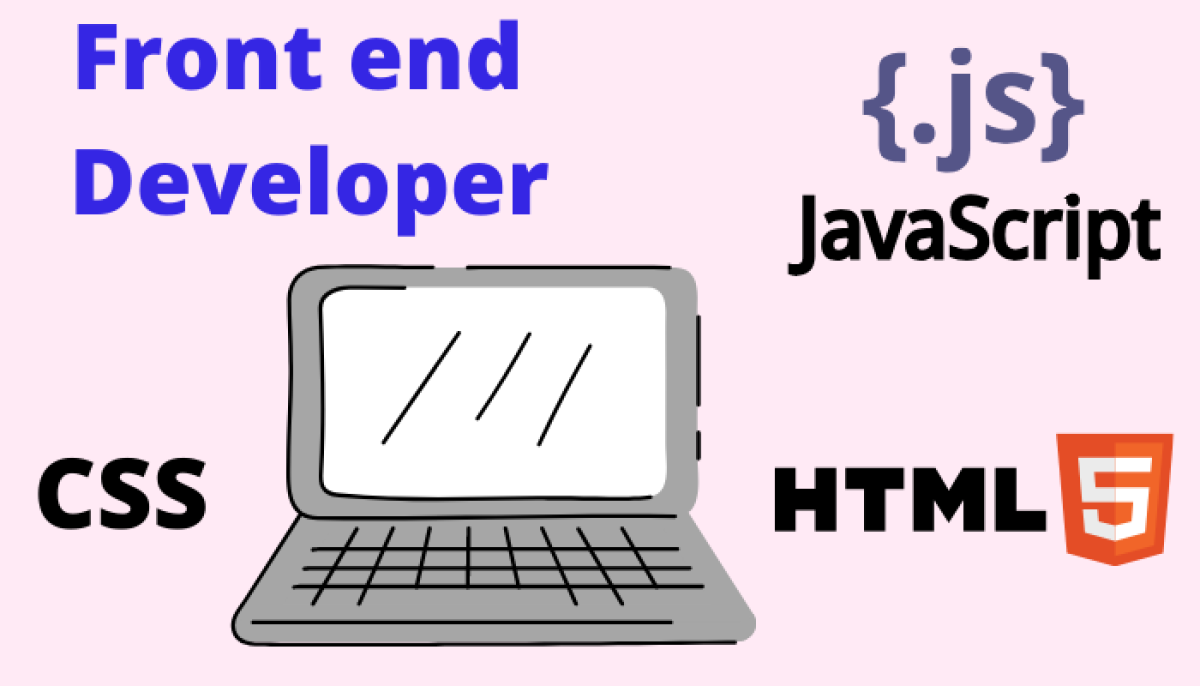 Front end
Developer
{.js}
JavaScript
CSS
HTML 5